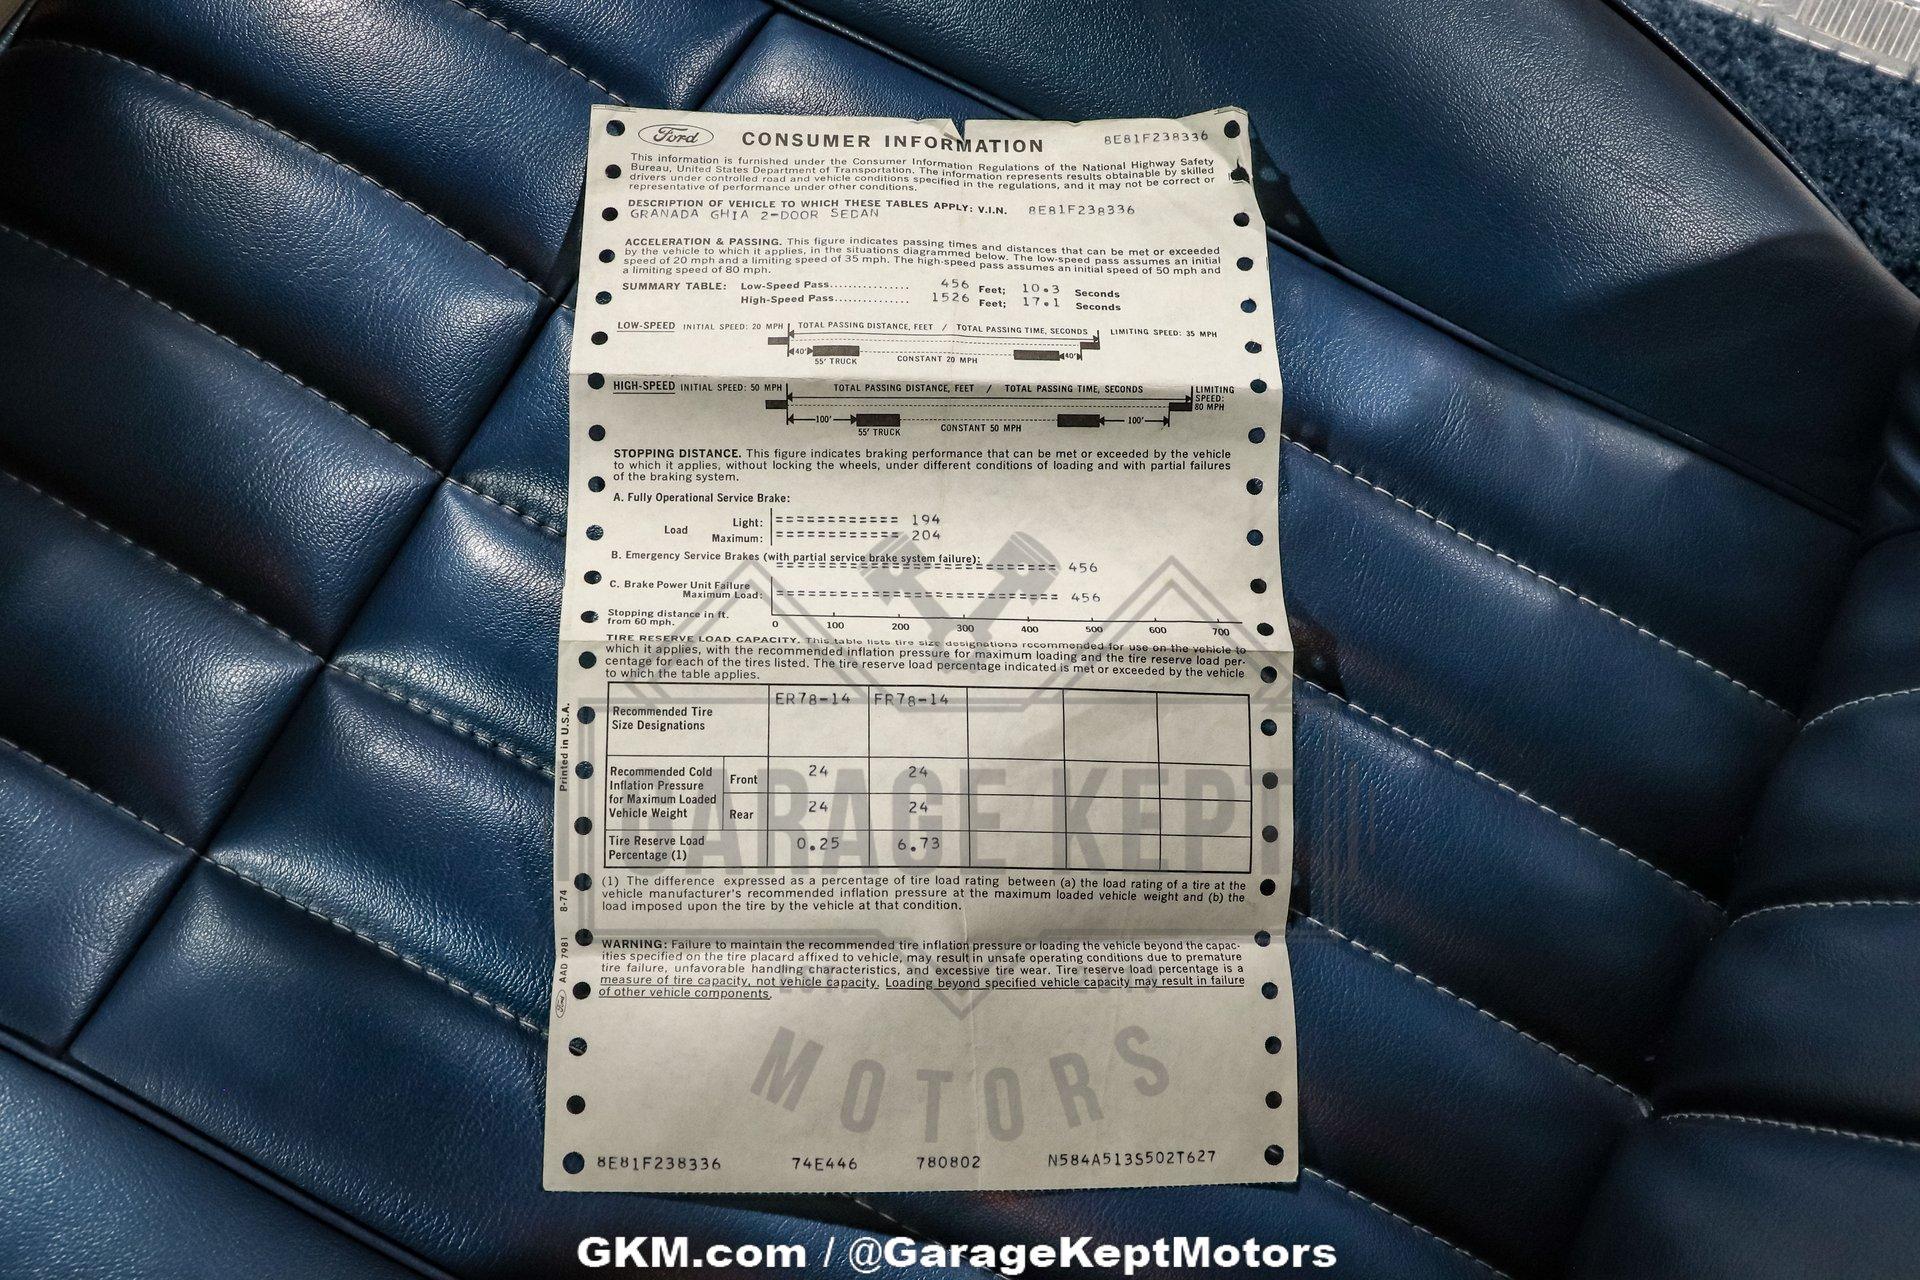 Ford CONSUMER INFORMATION 8E81F238336
This information is furnished under the Consumer Information Regulations of the National Highway Safety
Bureau, United States Department of Transportation. The information represents results obtainable by skilled
drivers under controlled road and vehicle conditions specified in the regulations, and it may not be correct or
representative of performance under other conditions.
DESCRIPTION OF VEHICLE TO WHICH THESE TABLES APPLY: V.I.N. 8E81F238336
GRANADA GHIA 2-DOOR SEDAN
ACCELERATION & PASSING. This figure indicates passing times and distances that can be met or exceeded
by the vehicle to which it applies, in the situations diagrammed below. The low-speed pass assumes an initial
speed of 20 mph and a limiting speed of 35 mph. The high-speed pass assumes an initial speed of 50 mph and
a limiting speed of 80 mph.
SUMMARY TABLE: Low-Speed Pass............... 456 Feet; 10.3 Seconds
High-Speed Pass.............. 1526 Feet; 17.1 Seconds
LOW-SPEED INITIAL SPEED: 20 MPH TOTAL PASSING DISTANCE, FEET / TOTAL PASSING TIME, SECONDS LIMITING SPEED: 35 MPH
40' 55' TRUCK CONSTANT 20 MPH 40'
HIGH-SPEED INITIAL SPEED: 50 MPH TOTAL PASSING DISTANCE, FEET / TOTAL PASSING TIME, SECONDS LIMITING
SPEED:
80 MPH
100' 55' TRUCK CONSTANT 50 MPH 100'
STOPPING DISTANCE. This figure indicates braking performance that can be met or exceeded by the vehicle
to which it applies, without locking the wheels, under different conditions of loading and with partial failures
of the braking system.
A. Fully Operational Service Brake:
Load Light: ============ 194
Maximum: ============ 204
B. Emergency Service Brakes (with partial service brake system failure):
=========================== 456
C. Brake Power Unit Failure
Maximum Load: =========================== 456
Stopping distance in ft.
from 60 mph. 0 100 200 300 400 500 600 700
TIRE RESERVE LOAD CAPACITY. This table lists tire size designations recommended for use on the vehicle to
which it applies, with the recommended inflation pressure for maximum loading and the tire reserve load per-
centage for each of the tires listed. The tire reserve load percentage indicated is met or exceeded by the vehicle
to which the table applies.
Recommended Tire
Size Designations ER78-14 FR78-14
Recommended Cold
Inflation Pressure
for Maximum Loaded
Vehicle Weight
Front 24 24
Rear 24 24
Tire Reserve Load
Percentage (1) 0.25 6.73
(1) The difference expressed as a percentage of tire load rating between (a) the load rating of a tire at the
vehicle manufacturer's recommended inflation pressure at the maximum loaded vehicle weight and (b) the
load imposed upon the tire by the vehicle at that condition.
WARNING: Failure to maintain the recommended tire inflation pressure or loading the vehicle beyond the capac-
ities specified on the tire placard affixed to vehicle, may result in unsafe operating conditions due to premature
tire failure, unfavorable handling characteristics, and excessive tire wear. Tire reserve load percentage is a
measure of tire capacity, not vehicle capacity. Loading beyond specified vehicle capacity may result in failure
of other vehicle components.
Ford AAD 7981 8-74 Printed in U.S.A.
8E81F238336 74E446 780802 N584A513S502T627
GARAGE KEPT
MOTORS
GKM.com / @GarageKeptMotors